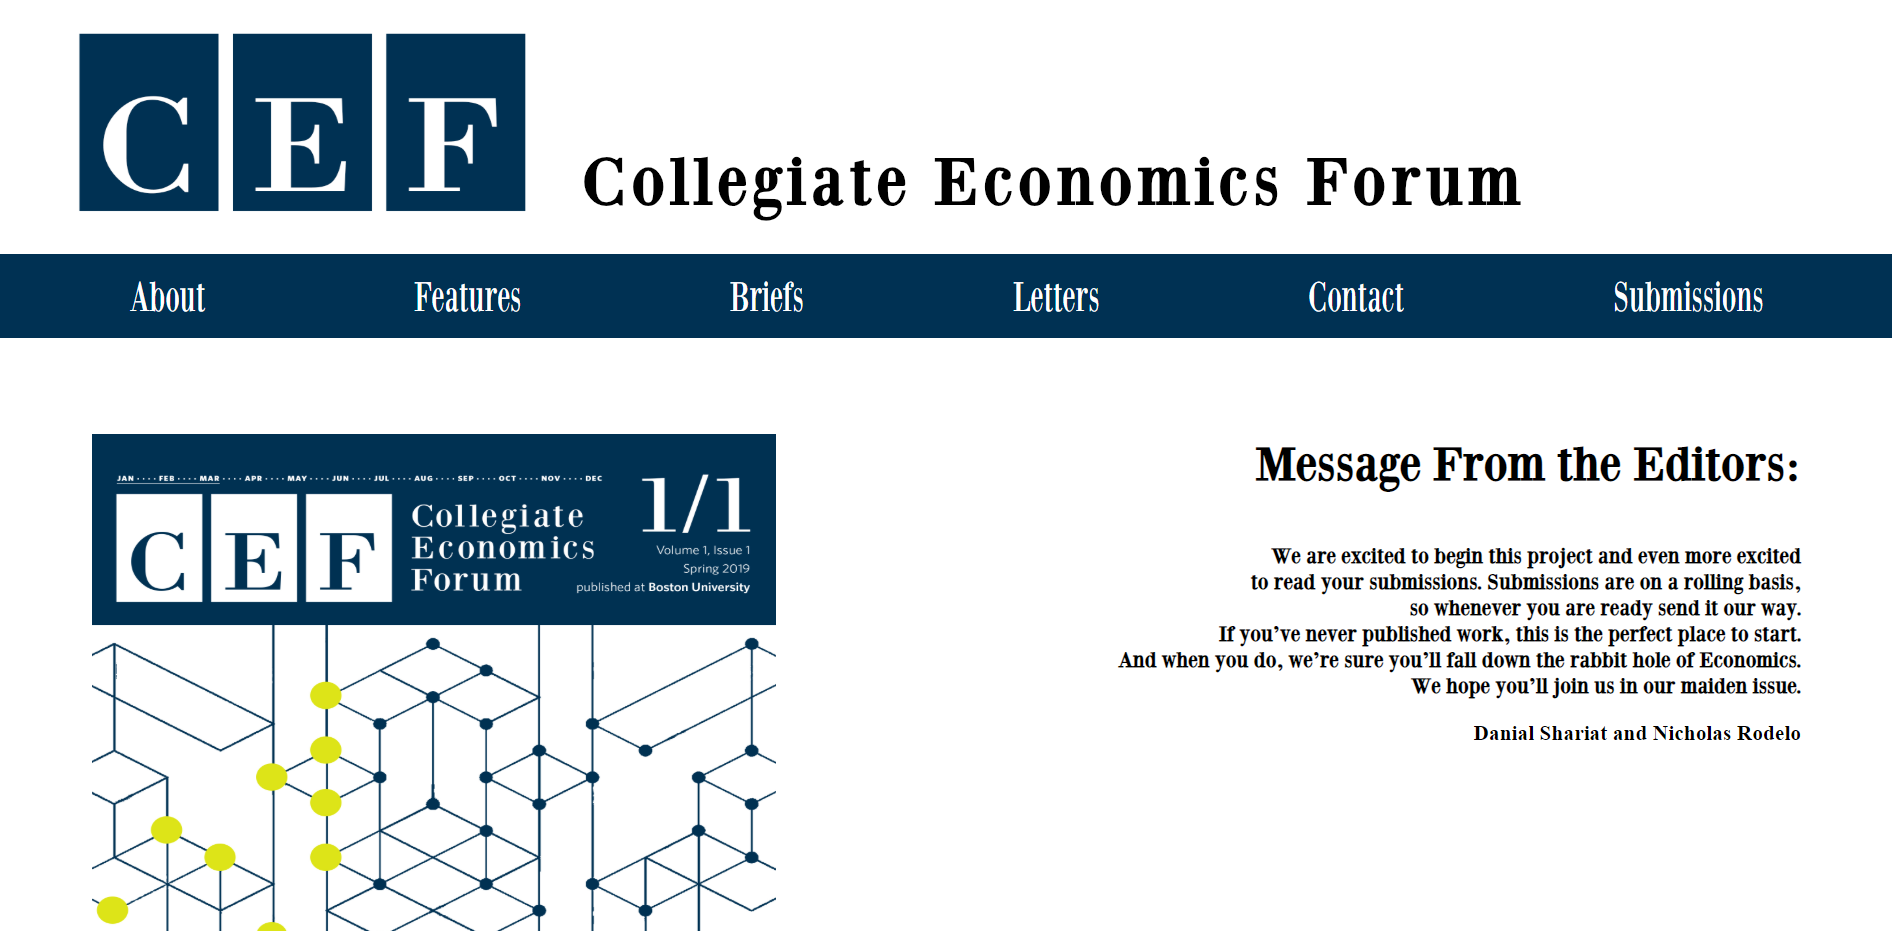 C E F
Collegiate Economics Forum
About Features Briefs Letters Contact Submissions
JAN····FEB····MAR····APR····MAY····JUN····JUL····AUG····SEP····OCT····NOV····DEC
C E F
Collegiate
Economics
Forum
1/1
Volume 1, Issue 1
Spring 2019
published at Boston University
Message From the Editors:
We are excited to begin this project and even more excited
to read your submissions. Submissions are on a rolling basis,
so whenever you are ready send it our way.
If you’ve never published work, this is the perfect place to start.
And when you do, we’re sure you’ll fall down the rabbit hole of Economics.
We hope you’ll join us in our maiden issue.
Danial Shariat and Nicholas Rodelo